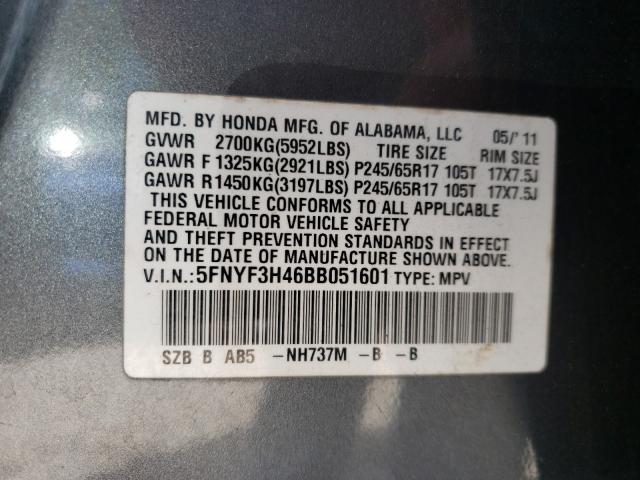 MFD. BY HONDA MFG. OF ALABAMA, LLC 05/'11
GVWR 2700KG(5952LBS) TIRE SIZE RIM SIZE
GAWR F 1325KG(2921LBS) P245/65R17 105T 17X7.5J
GAWR R 1450KG(3197LBS) P245/65R17 105T 17X7.5J
THIS VEHICLE CONFORMS TO ALL APPLICABLE
FEDERAL MOTOR VEHICLE SAFETY
AND THEFT PREVENTION STANDARDS IN EFFECT
ON THE DATE OF MANUFACTURE SHOWN ABOVE.
V.I.N.:5FNYF3H46BB051601 TYPE: MPV
SZB B AB5 -NH737M -B -B